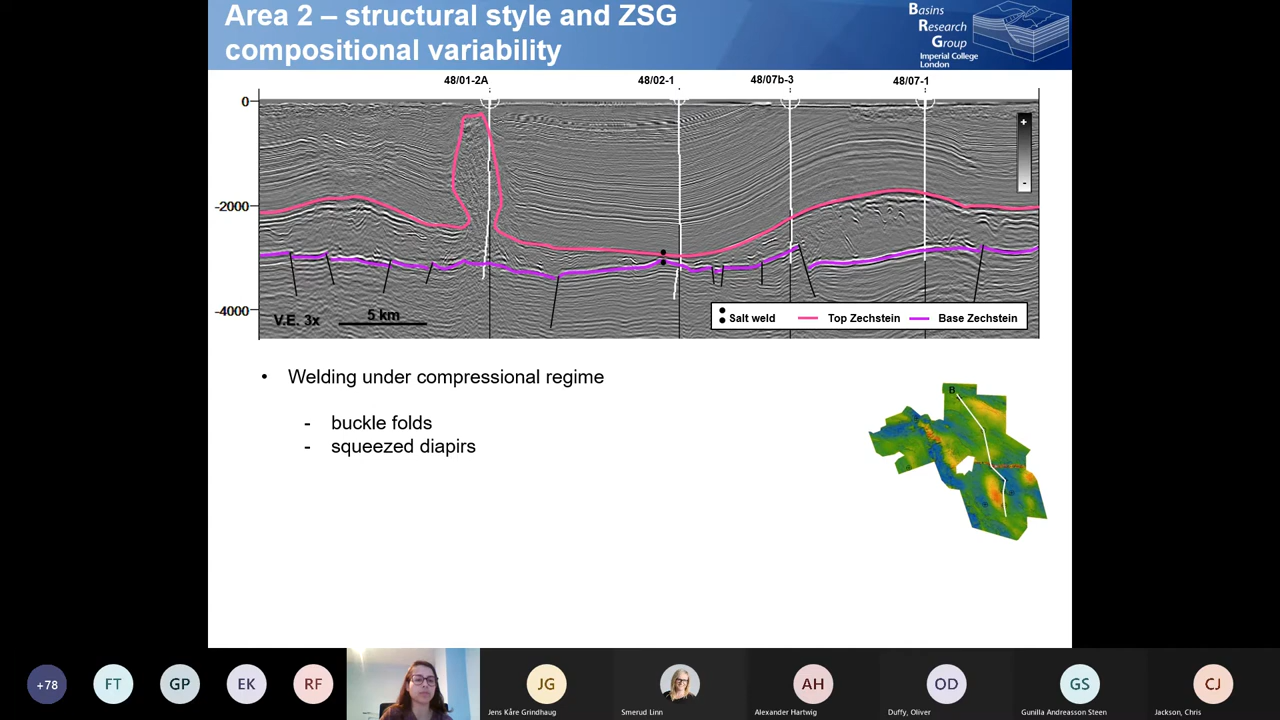 Area 2 – structural style and ZSG
compositional variability
Basins
Research
Group
Imperial College
London
48/01-2A 48/02-1 48/07b-3 48/07-1
0
-2000
-4000
+
-
V.E. 3x 5 km
Salt weld Top Zechstein Base Zechstein
• Welding under compressional regime
- buckle folds
- squeezed diapirs
B
+78 FT GP EK RF JG AH OD GS CJ
Jens Kåre Grindhaug Smerud Linn Alexander Hartwig Duffy, Oliver Gunilla Andreasson Steen Jackson, Chris